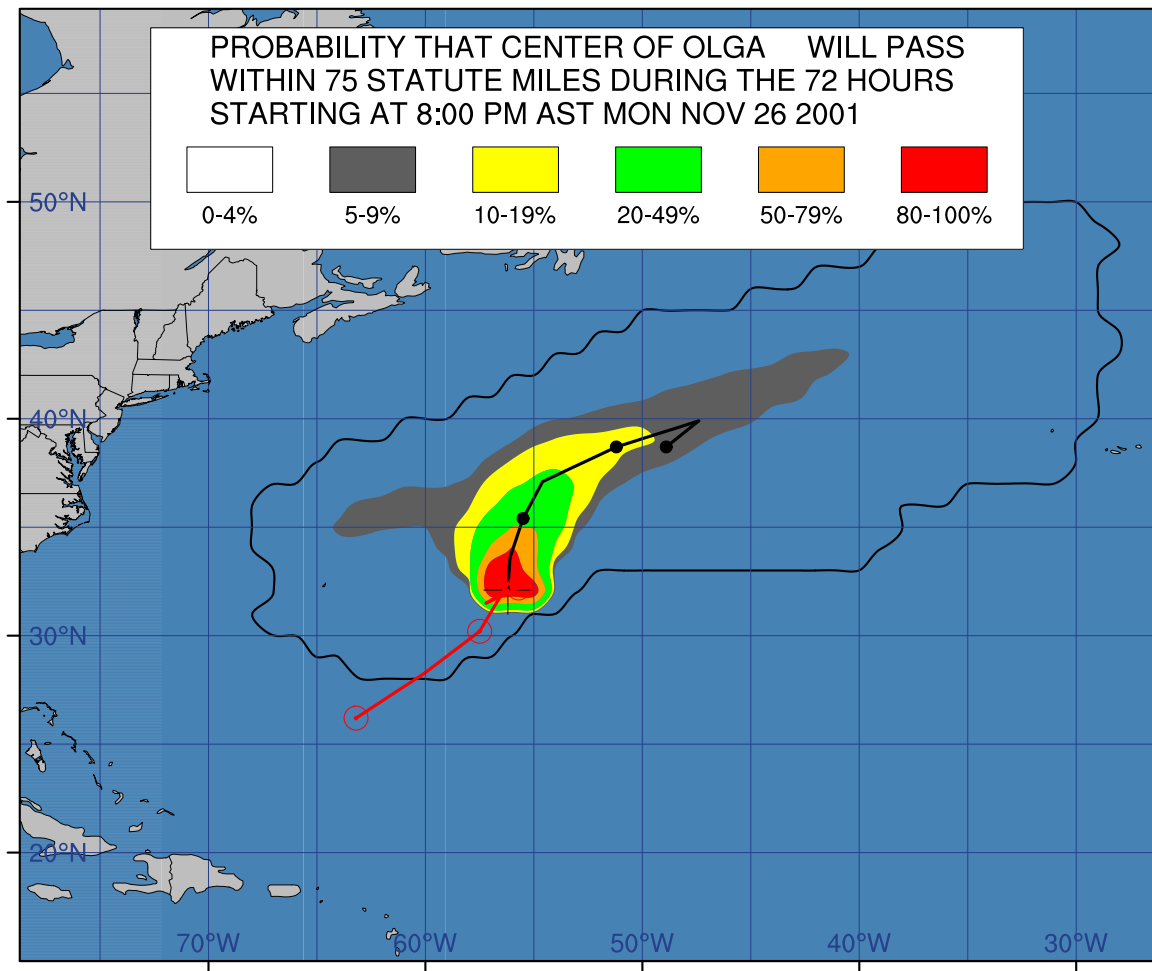 PROBABILITY THAT CENTER OF OLGA WILL PASS
WITHIN 75 STATUTE MILES DURING THE 72 HOURS
STARTING AT 8:00 PM AST MON NOV 26 2001
0-4% 5-9% 10-19% 20-49% 50-79% 80-100%
50°N
40°N
30°N
20°N
70°W 60°W 50°W 40°W 30°W